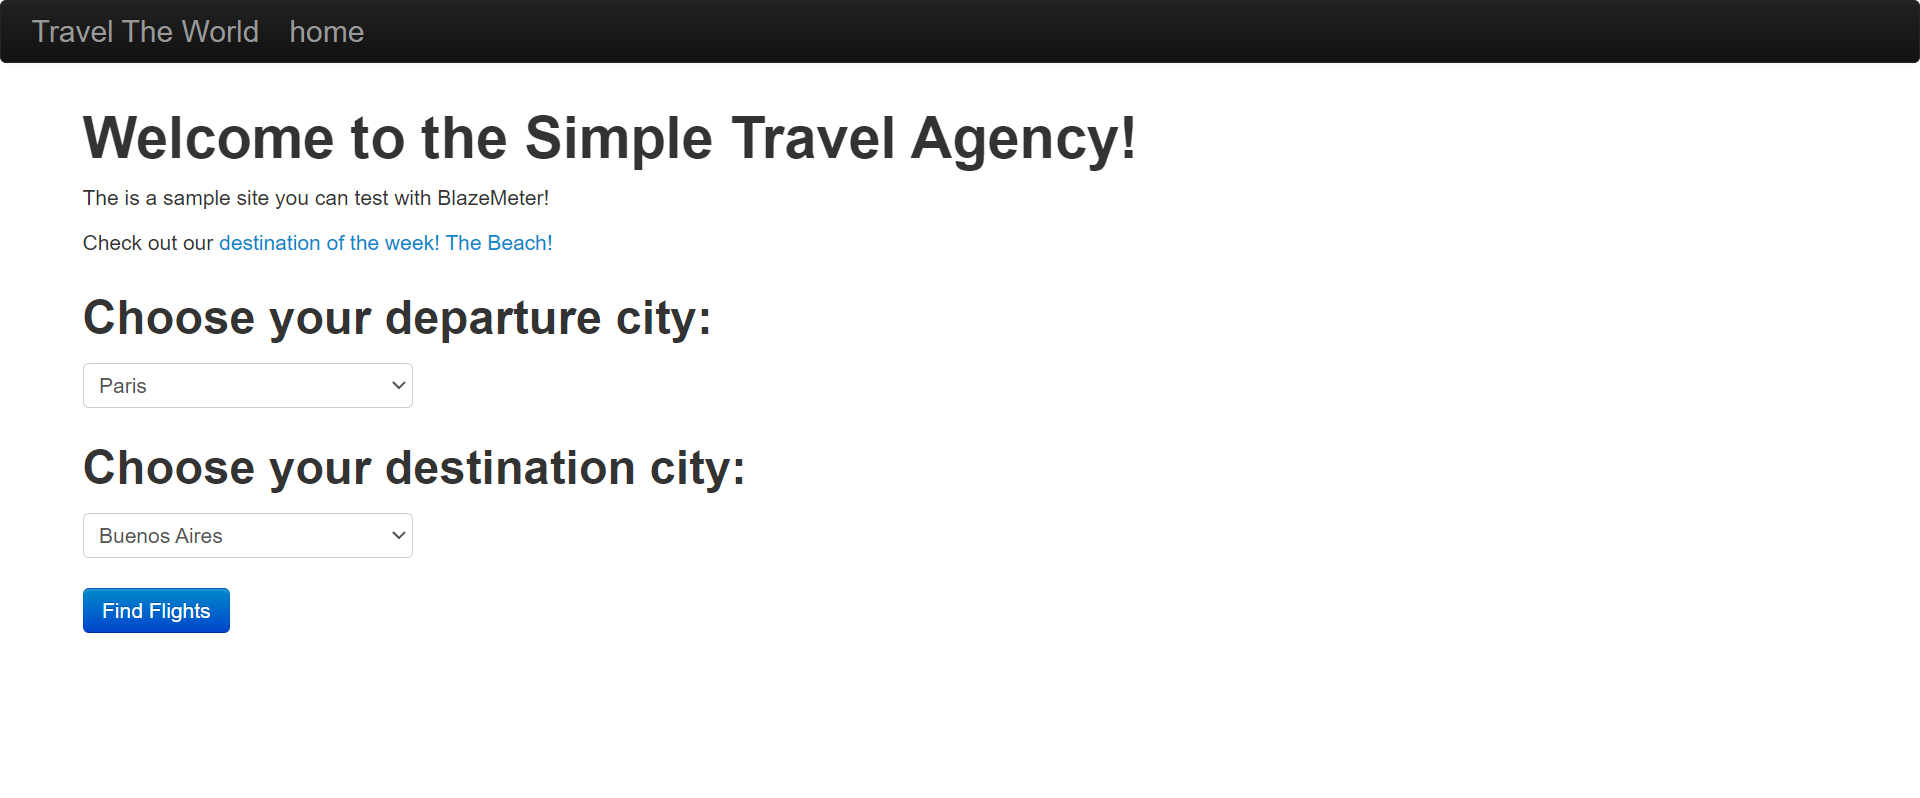 Travel The World home
Welcome to the Simple Travel Agency!
The is a sample site you can test with BlazeMeter!
Check out our destination of the week! The Beach!
Choose your departure city:
Paris
Choose your destination city:
Buenos Aires
Find Flights